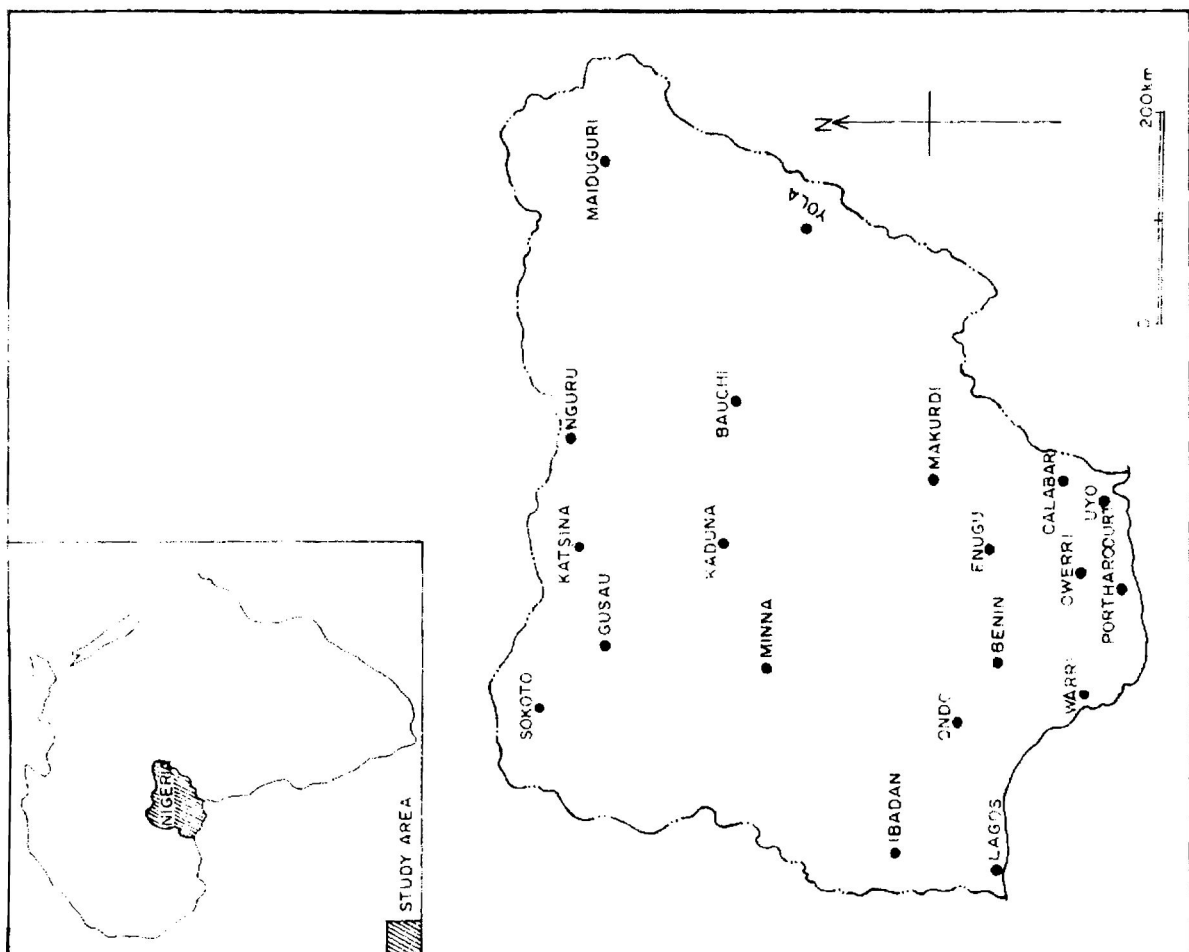 NIGERIA
STUDY AREA
SOKOTO
KATSINA
NGURU
MAIDUGURI
GUSAU
KADUNA
BAUCHI
YOLA
MINNA
N
IBADAN
ONDO
MAKURDI
LAGOS
BENIN
ENUGU
WARRI
OWERRI
CALABAR
UYO
PORTHARCOURT
0 200km